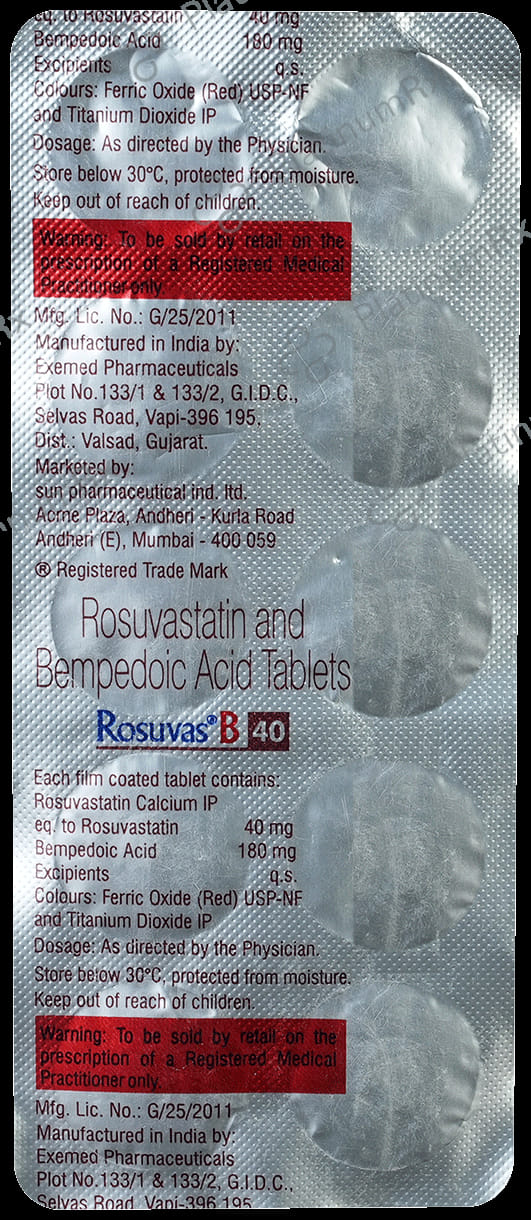 eq. to Rosuvastatin 40 mg
Bempedoic Acid 180 mg
Excipients q.s.
Colours: Ferric Oxide (Red) USP-NF
and Titanium Dioxide IP
Dosage: As directed by the Physician.
Store below 30°C, protected from moisture.
Keep out of reach of children.
Warning: To be sold by retail on the
prescription of a Registered Medical
Practitioner only.
Mfg. Lic. No.: G/25/2011
Manufactured in India by:
Exemed Pharmaceuticals
Plot No.133/1 & 133/2, G.I.D.C.,
Selvas Road, Vapi-396 195,
Dist.: Valsad, Gujarat.
Marketed by:
sun pharmaceutical ind. ltd.
Acme Plaza, Andheri - Kurla Road
Andheri (E), Mumbai - 400 059
® Registered Trade Mark
Rosuvastatin and
Bempedoic Acid Tablets
Rosuvas® B 40
Each film coated tablet contains:
Rosuvastatin Calcium IP
eq. to Rosuvastatin 40 mg
Bempedoic Acid 180 mg
Excipients q.s.
Colours: Ferric Oxide (Red) USP-NF
and Titanium Dioxide IP
Dosage: As directed by the Physician.
Store below 30°C, protected from moisture.
Keep out of reach of children.
Warning: To be sold by retail on the
prescription of a Registered Medical
Practitioner only.
Mfg. Lic. No.: G/25/2011
Manufactured in India by:
Exemed Pharmaceuticals
Plot No.133/1 & 133/2, G.I.D.C.,
Selvas Road, Vapi-396 195